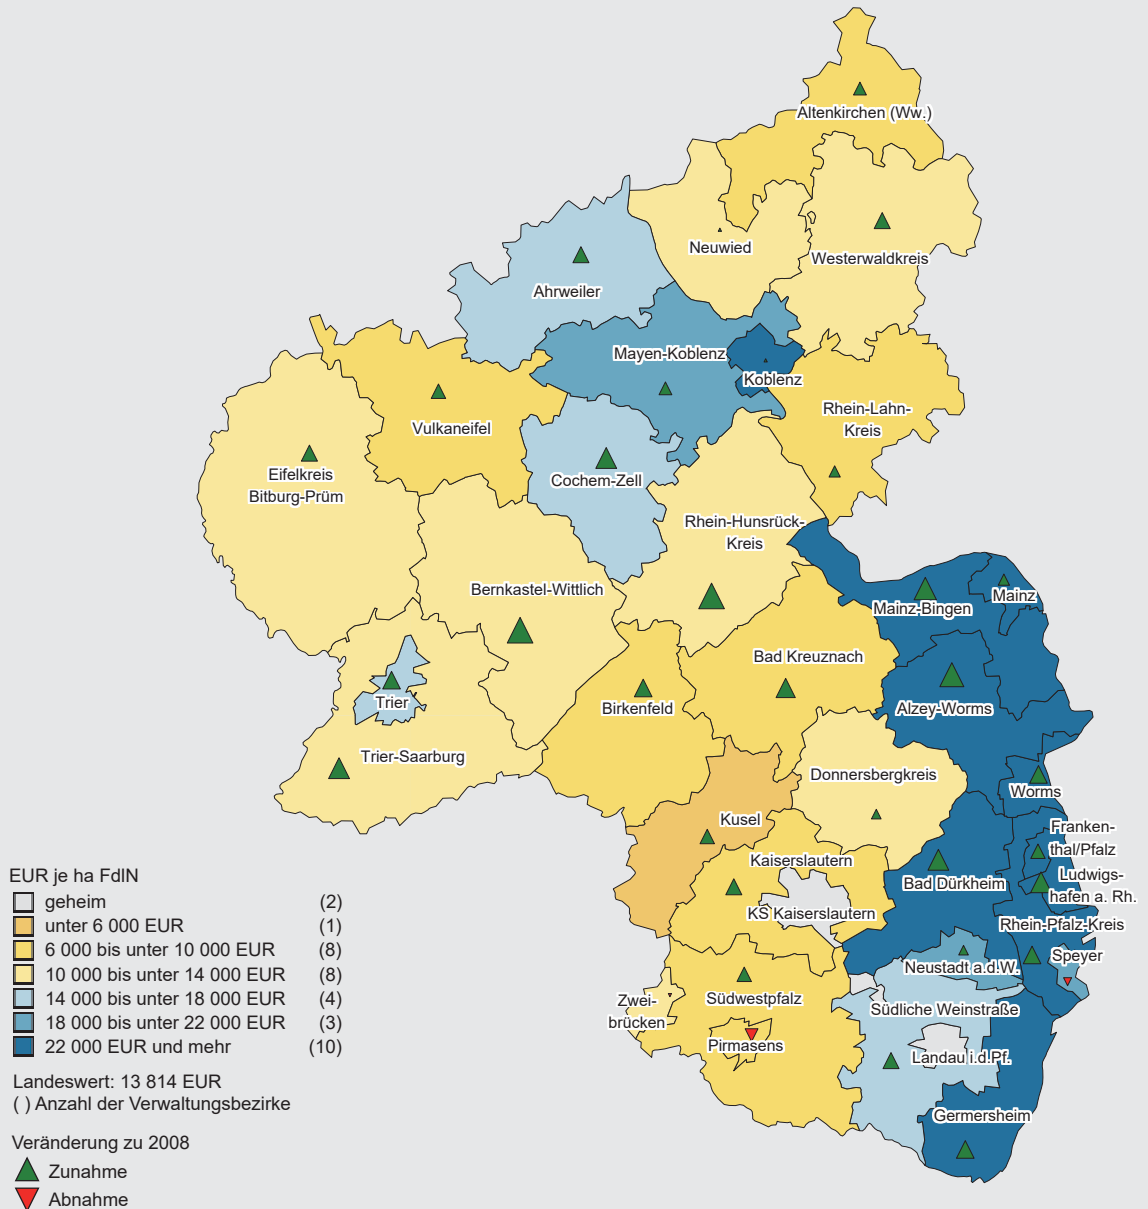 Altenkirchen (Ww.)
Neuwied
Westerwaldkreis
Ahrweiler
Mayen-Koblenz
Koblenz
Rhein-Lahn-
Kreis
Vulkaneifel
Cochem-Zell
Eifelkreis
Bitburg-Prüm
Rhein-Hunsrück-
Kreis
Bernkastel-Wittlich
Mainz-Bingen
Mainz
Bad Kreuznach
Birkenfeld
Alzey-Worms
Trier
Trier-Saarburg
Donnersbergkreis
Worms
Kusel
Franken-
thal/Pfalz
Kaiserslautern
Bad Dürkheim
Ludwigs-
hafen a. Rh.
KS Kaiserslautern
Rhein-Pfalz-Kreis
Speyer
Neustadt a.d.W.
Südwestpfalz
Zwei-
brücken
Südliche Weinstraße
Pirmasens
Landau i.d.Pf.
Germersheim
EUR je ha FdlN
geheim (2)
unter 6 000 EUR (1)
6 000 bis unter 10 000 EUR (8)
10 000 bis unter 14 000 EUR (8)
14 000 bis unter 18 000 EUR (4)
18 000 bis unter 22 000 EUR (3)
22 000 EUR und mehr (10)
Landeswert: 13 814 EUR
( ) Anzahl der Verwaltungsbezirke
Veränderung zu 2008
Zunahme
Abnahme